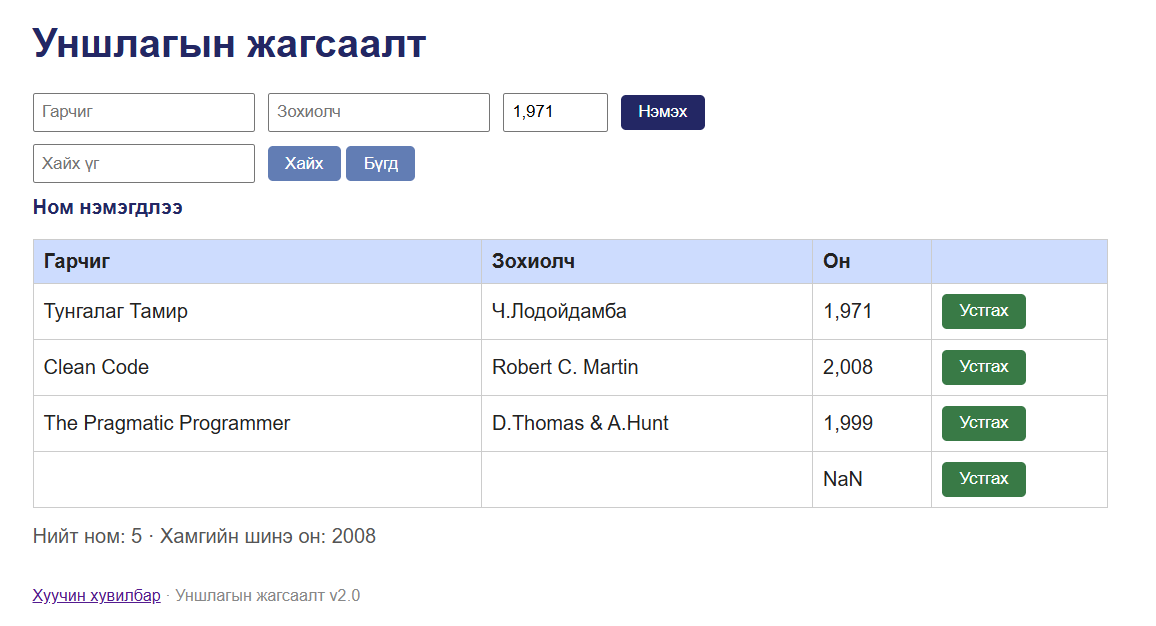 Уншлагын жагсаалт
Гарчиг Зохиолч 1,971 Нэмэх
Хайх үг Хайх Бүгд
Ном нэмэгдлээ
Гарчиг Зохиолч Он
Тунгалаг Тамир Ч.Лодойдамба 1,971 Устгах
Clean Code Robert C. Martin 2,008 Устгах
The Pragmatic Programmer D.Thomas & A.Hunt 1,999 Устгах
NaN Устгах
Нийт ном: 5 · Хамгийн шинэ он: 2008
Хуучин хувилбар · Уншлагын жагсаалт v2.0